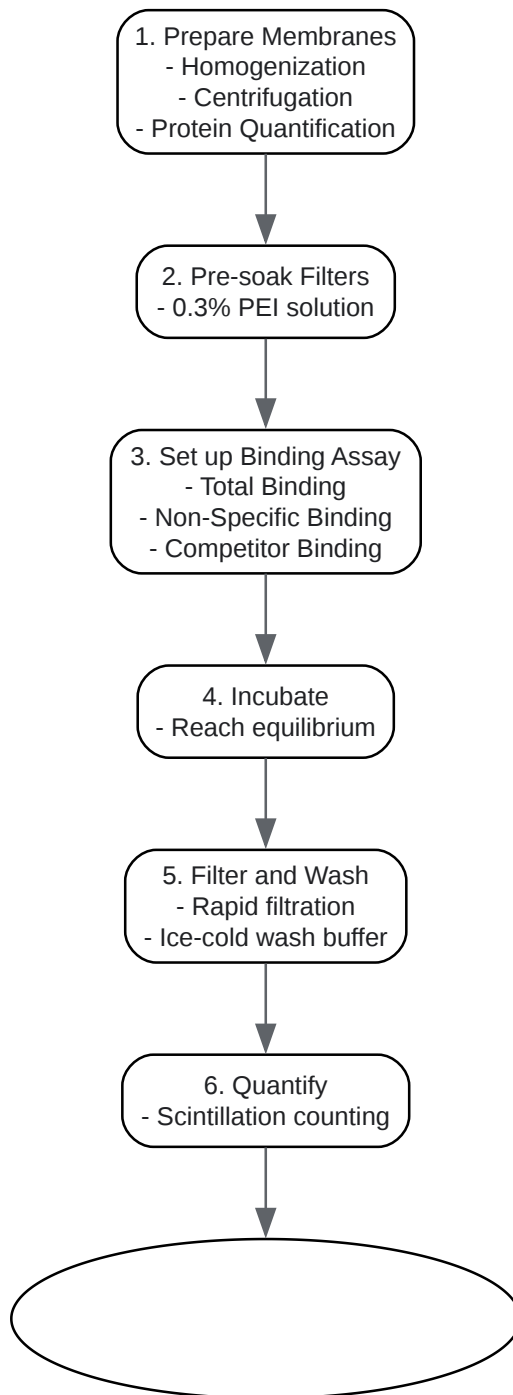 1. Prepare Membranes
- Homogenization
- Centrifugation
- Protein Quantification
2. Pre-soak Filters
- 0.3% PEI solution
3. Set up Binding Assay
- Total Binding
- Non-Specific Binding
- Competitor Binding
4. Incubate
- Reach equilibrium
5. Filter and Wash
- Rapid filtration
- Ice-cold wash buffer
6. Quantify
- Scintillation counting